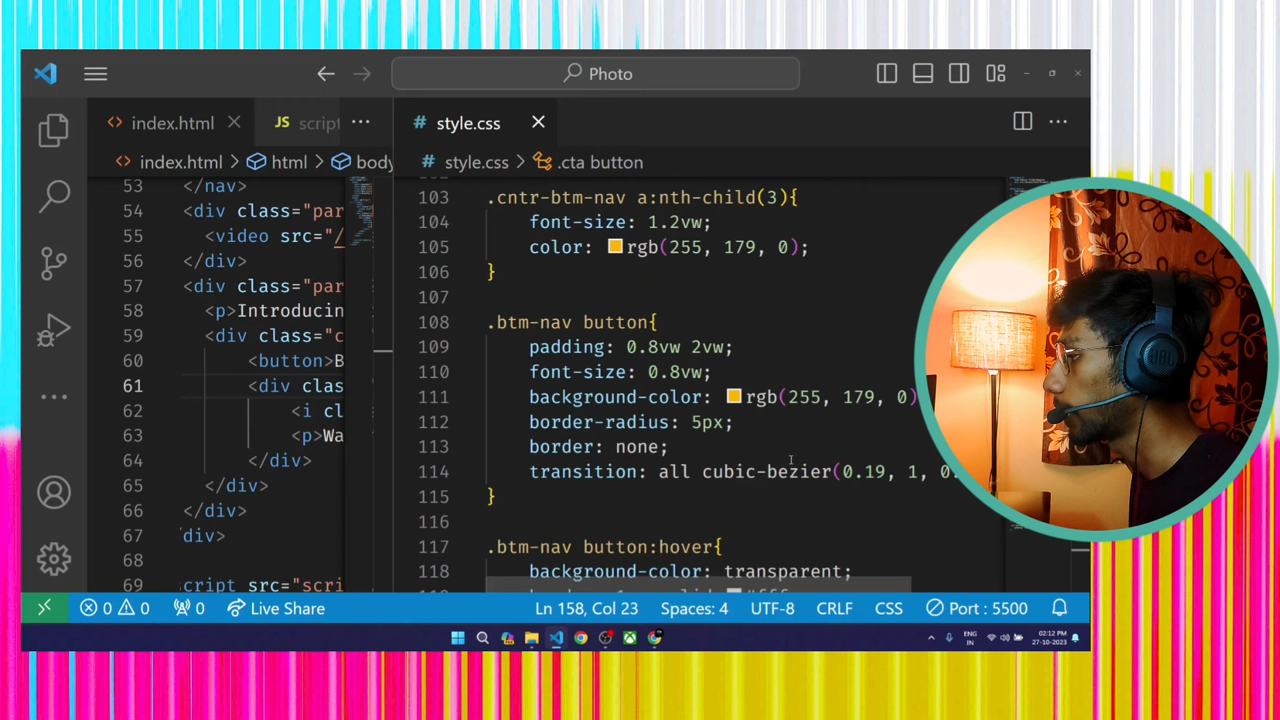 Photo
index.html
JS script
# style.css
index.html > html > body
# style.css > .cta button
53 </nav>
54 <div class="par
55 <video src="/
56 </div>
57 <div class="par
58 <p>Introducin
59 <div class="c
60 <button>B
61 <div clas
62 <i cl
63 <p>Wa
64 </div>
65 </div>
66 </div>
67 div>
68
69 cript src="scri
103 .cntr-btm-nav a:nth-child(3){
104 font-size: 1.2vw;
105 color: rgb(255, 179, 0);
106 }
107
108 .btm-nav button{
109 padding: 0.8vw 2vw;
110 font-size: 0.8vw;
111 background-color: rgb(255, 179, 0)
112 border-radius: 5px;
113 border: none;
114 transition: all cubic-bezier(0.19, 1, 0.
115 }
116
117 .btm-nav button:hover{
118 background-color: transparent;
0 0 0 Live Share Ln 158, Col 23 Spaces: 4 UTF-8 CRLF CSS Port : 5500
ENG
IN
02:12 PM
27-10-2023
JBL